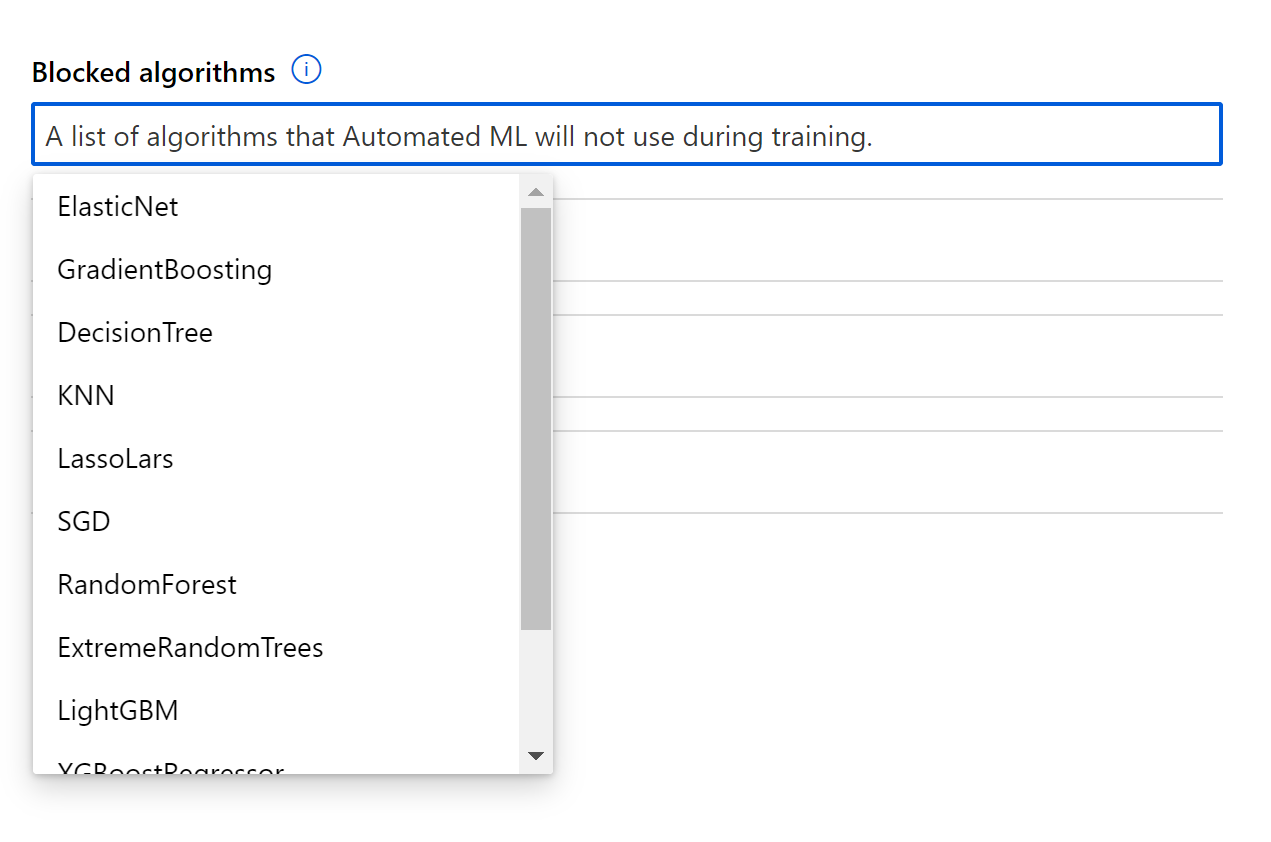 Blocked algorithms
A list of algorithms that Automated ML will not use during training.
ElasticNet
GradientBoosting
DecisionTree
KNN
LassoLars
SGD
RandomForest
ExtremeRandomTrees
LightGBM
XGBoostRegressor